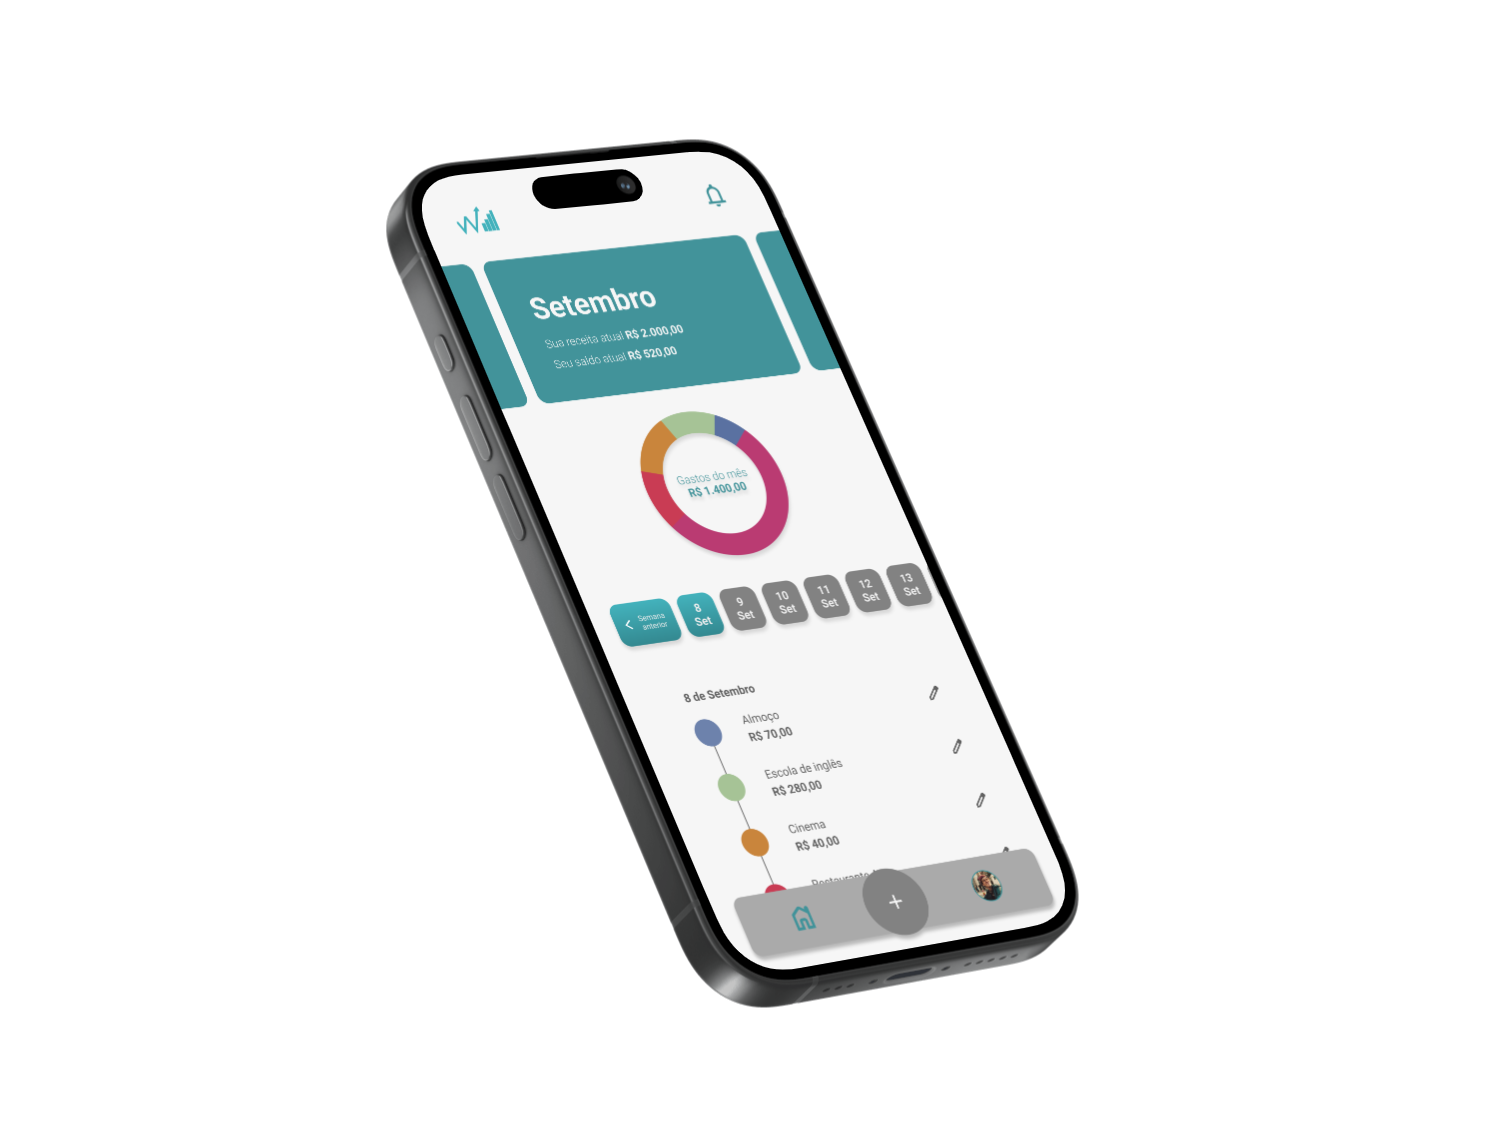 Setembro
Sua receita atual R$ 2.000,00
Seu saldo atual R$ 520,00
Gastos do mês
R$ 1.400,00
Semana
anterior
8
Set
9
Set
10
Set
11
Set
12
Set
13
Set
8 de Setembro
Almoço
R$ 70,00
Escola de inglês
R$ 280,00
Cinema
R$ 40,00
Restaurante
+